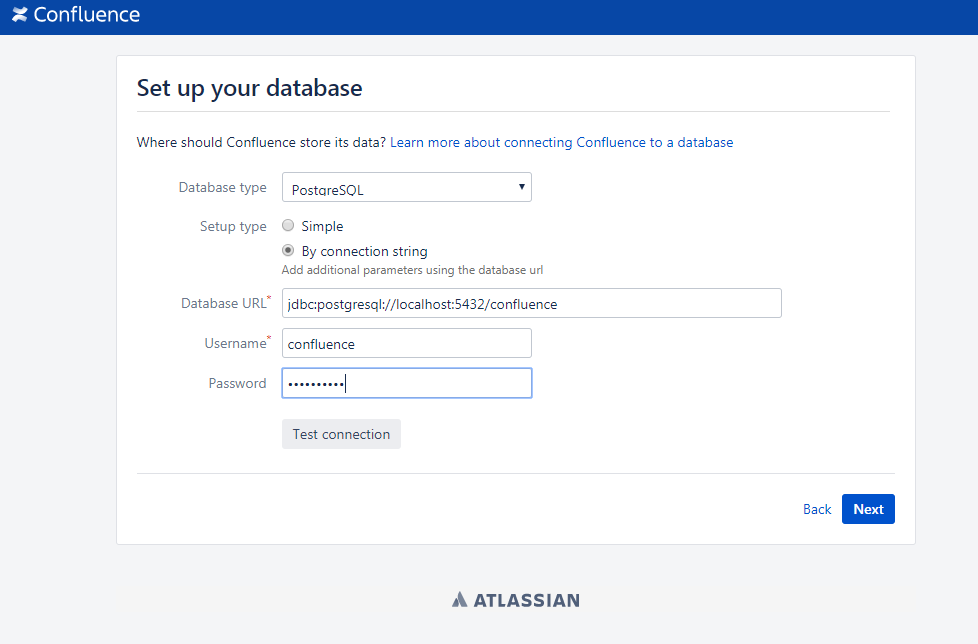 Confluence
Set up your database
Where should Confluence store its data? Learn more about connecting Confluence to a database
Database type PostgreSQL
Setup type Simple
By connection string
Add additional parameters using the database url
Database URL* jdbc:postgresql://localhost:5432/confluence
Username* confluence
Password ••••••••••
Test connection
Back Next
ATLASSIAN